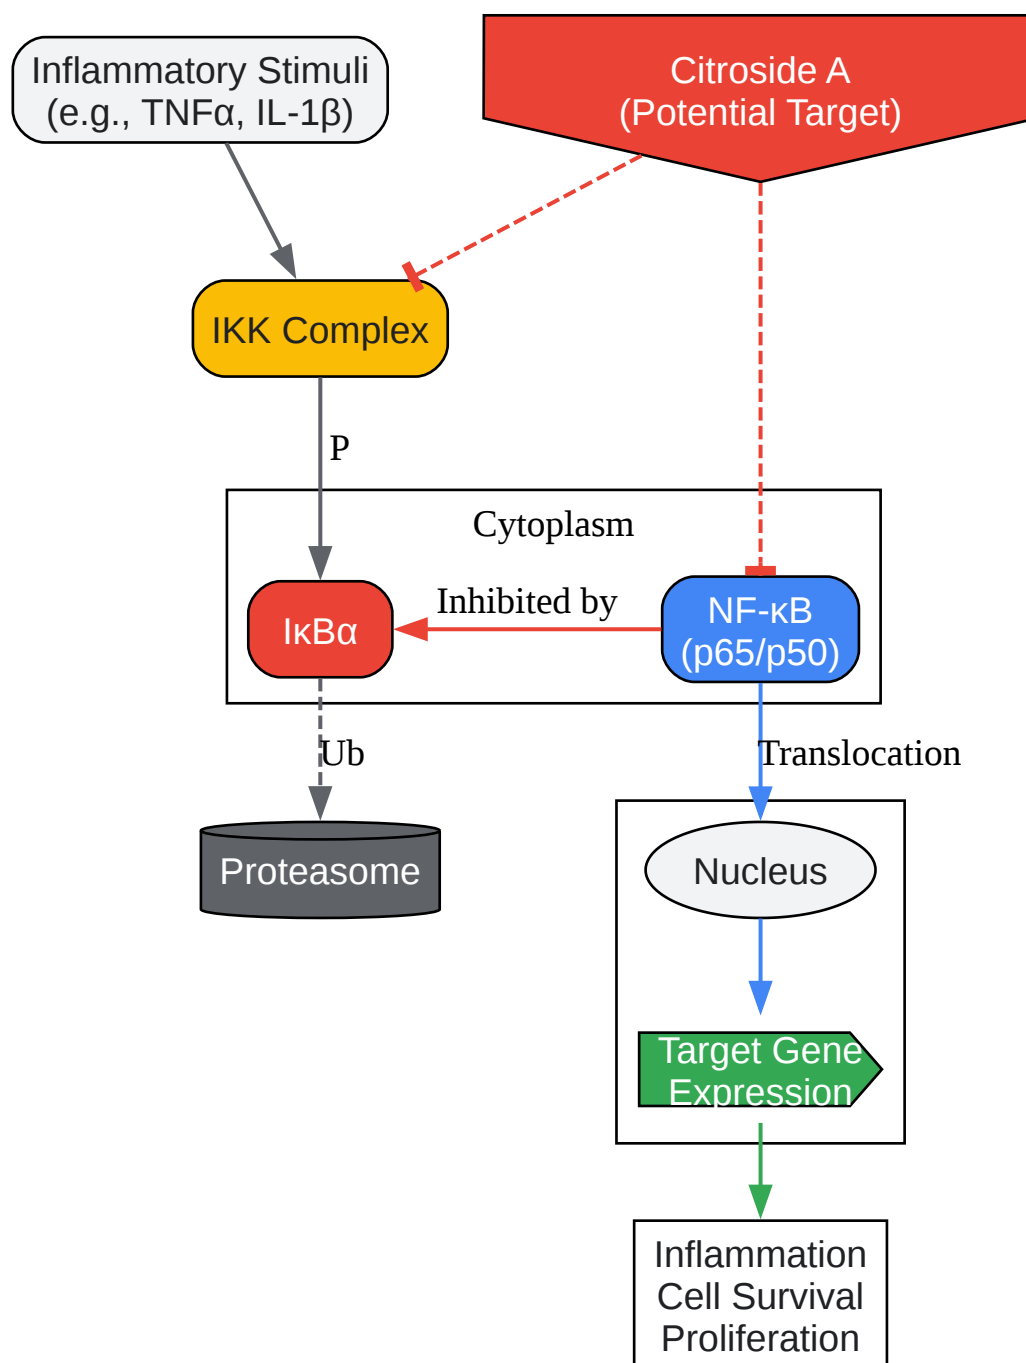 Inflammatory Stimuli
(e.g., TNFα, IL-1β)
Citroside A
(Potential Target)
IKK Complex
P
Cytoplasm
Inhibited by
IκBα
NF-κB
(p65/p50)
Ub
Translocation
Proteasome
Nucleus
Target Gene
Expression
Inflammation
Cell Survival
Proliferation